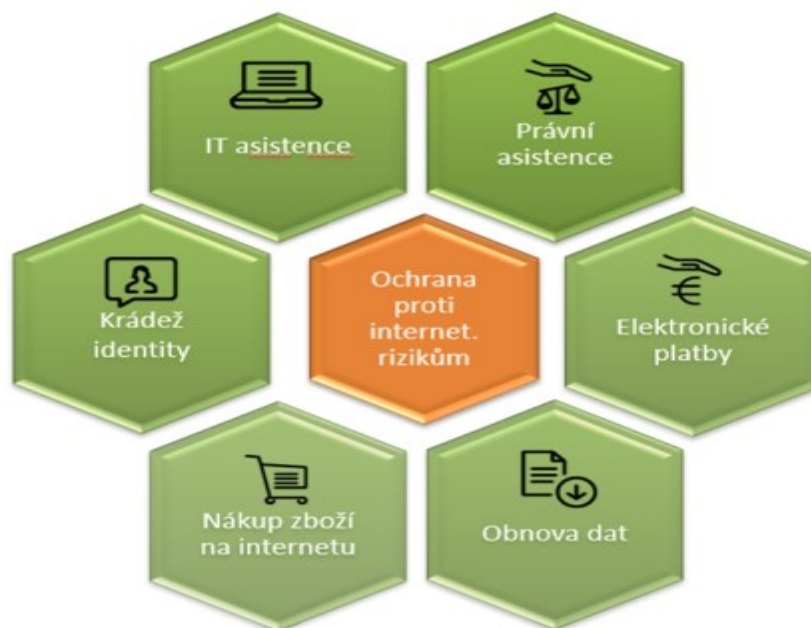 IT asistence
Právní
asistence
Krádež
identity
Ochrana
proti
internet.
rizikům
Elektronické
platby
Nákup zboží
na internetu
Obnova dat